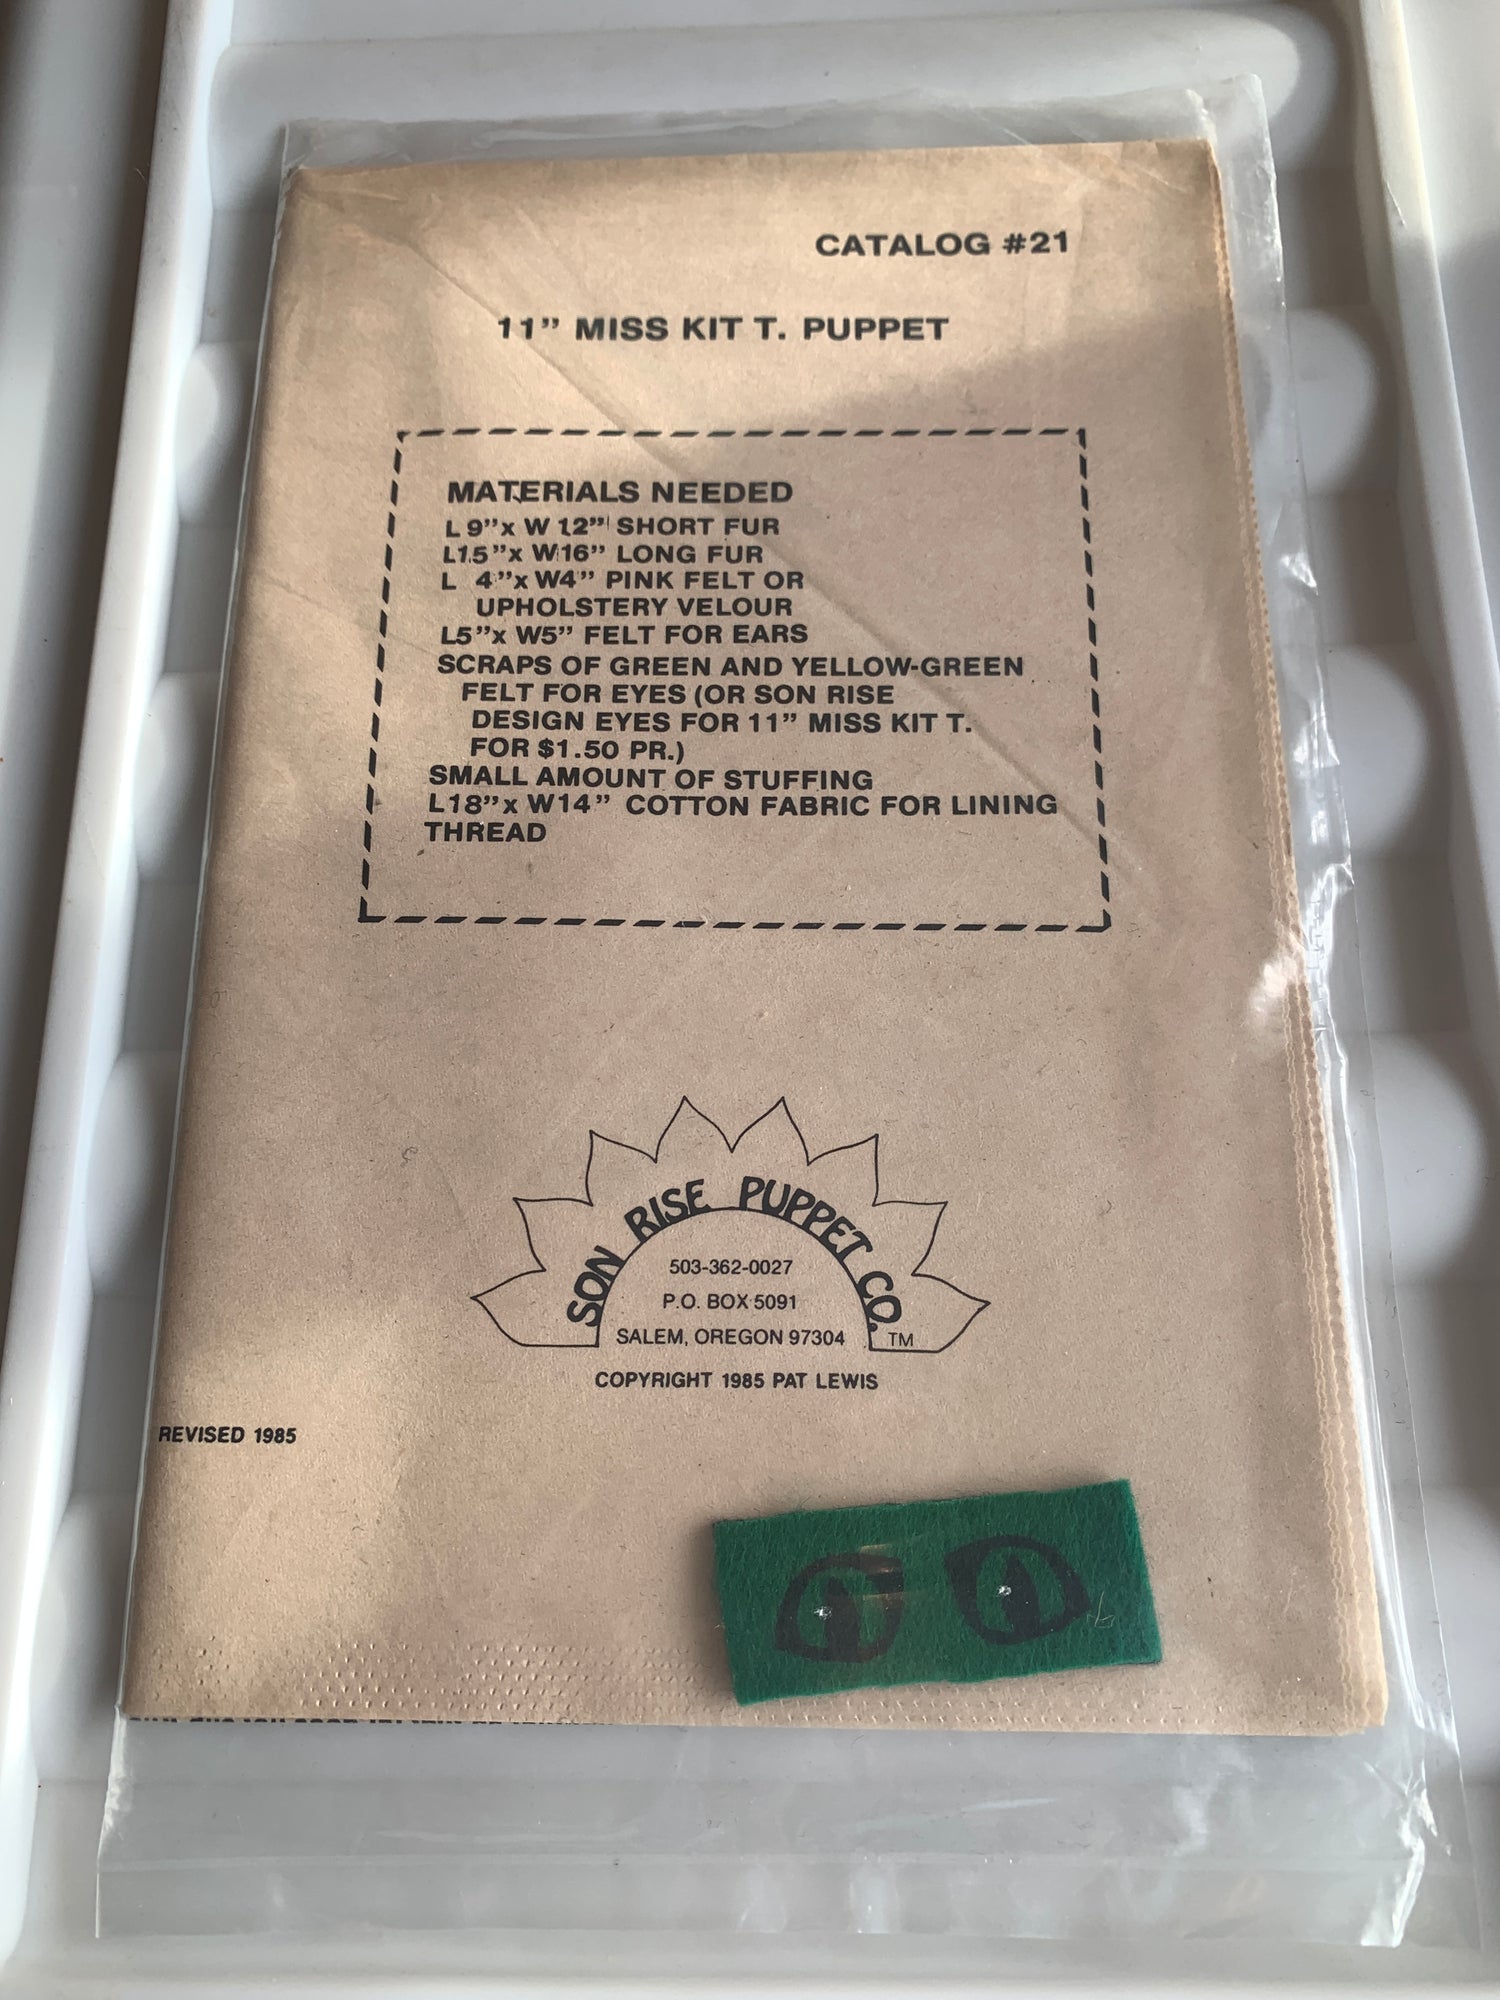 CATALOG #21
11” MISS KIT T. PUPPET
MATERIALS NEEDED
L 9”x W 12” SHORT FUR
L15”x W16” LONG FUR
L 4”x W4” PINK FELT OR
UPHOLSTERY VELOUR
L5”x W5” FELT FOR EARS
SCRAPS OF GREEN AND YELLOW-GREEN
FELT FOR EYES (OR SON RISE
DESIGN EYES FOR 11” MISS KIT T.
FOR $1.50 PR.)
SMALL AMOUNT OF STUFFING
L18”x W14” COTTON FABRIC FOR LINING
THREAD
SON RISE PUPPET CO.
503-362-0027
P.O. BOX 5091
SALEM, OREGON 97304 TM
COPYRIGHT 1985 PAT LEWIS
REVISED 1985